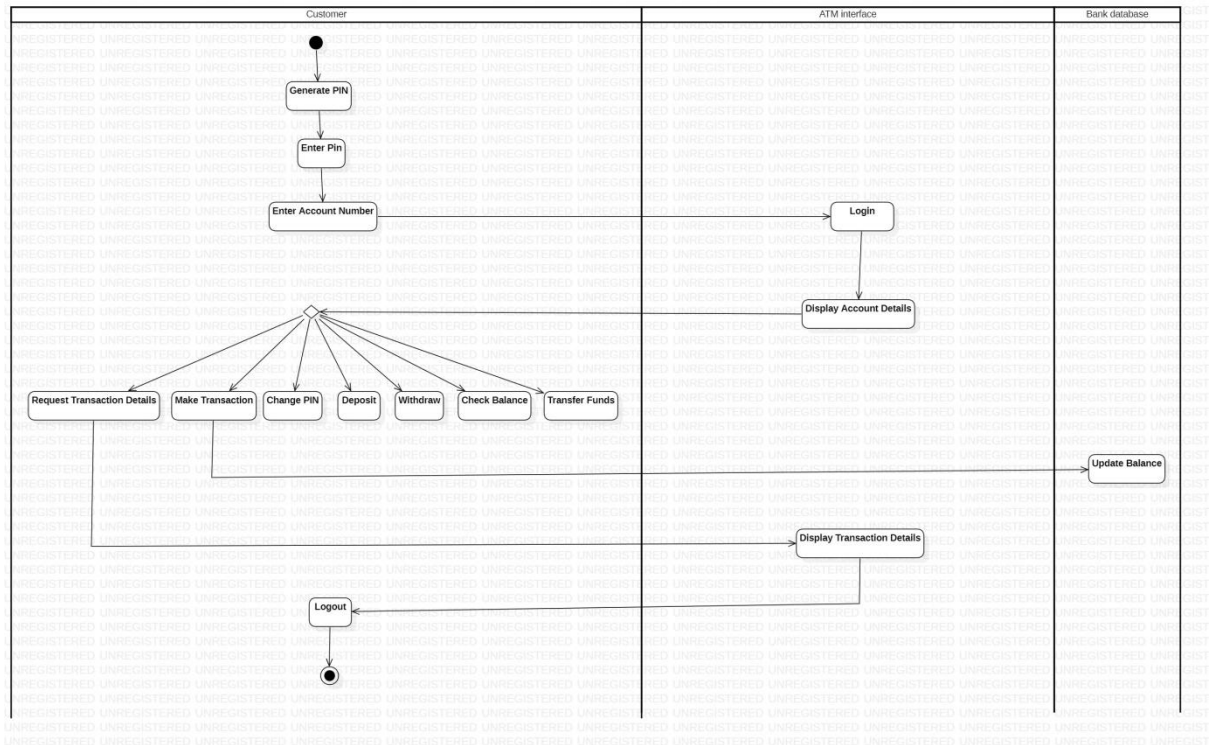 Customer
ATM interface
Bank database
Generate PIN
Enter Pin
Enter Account Number
Login
Display Account Details
Request Transaction Details
Make Transaction
Change PIN
Deposit
Withdraw
Check Balance
Transfer Funds
Update Balance
Display Transaction Details
Logout
UNREGISTERED